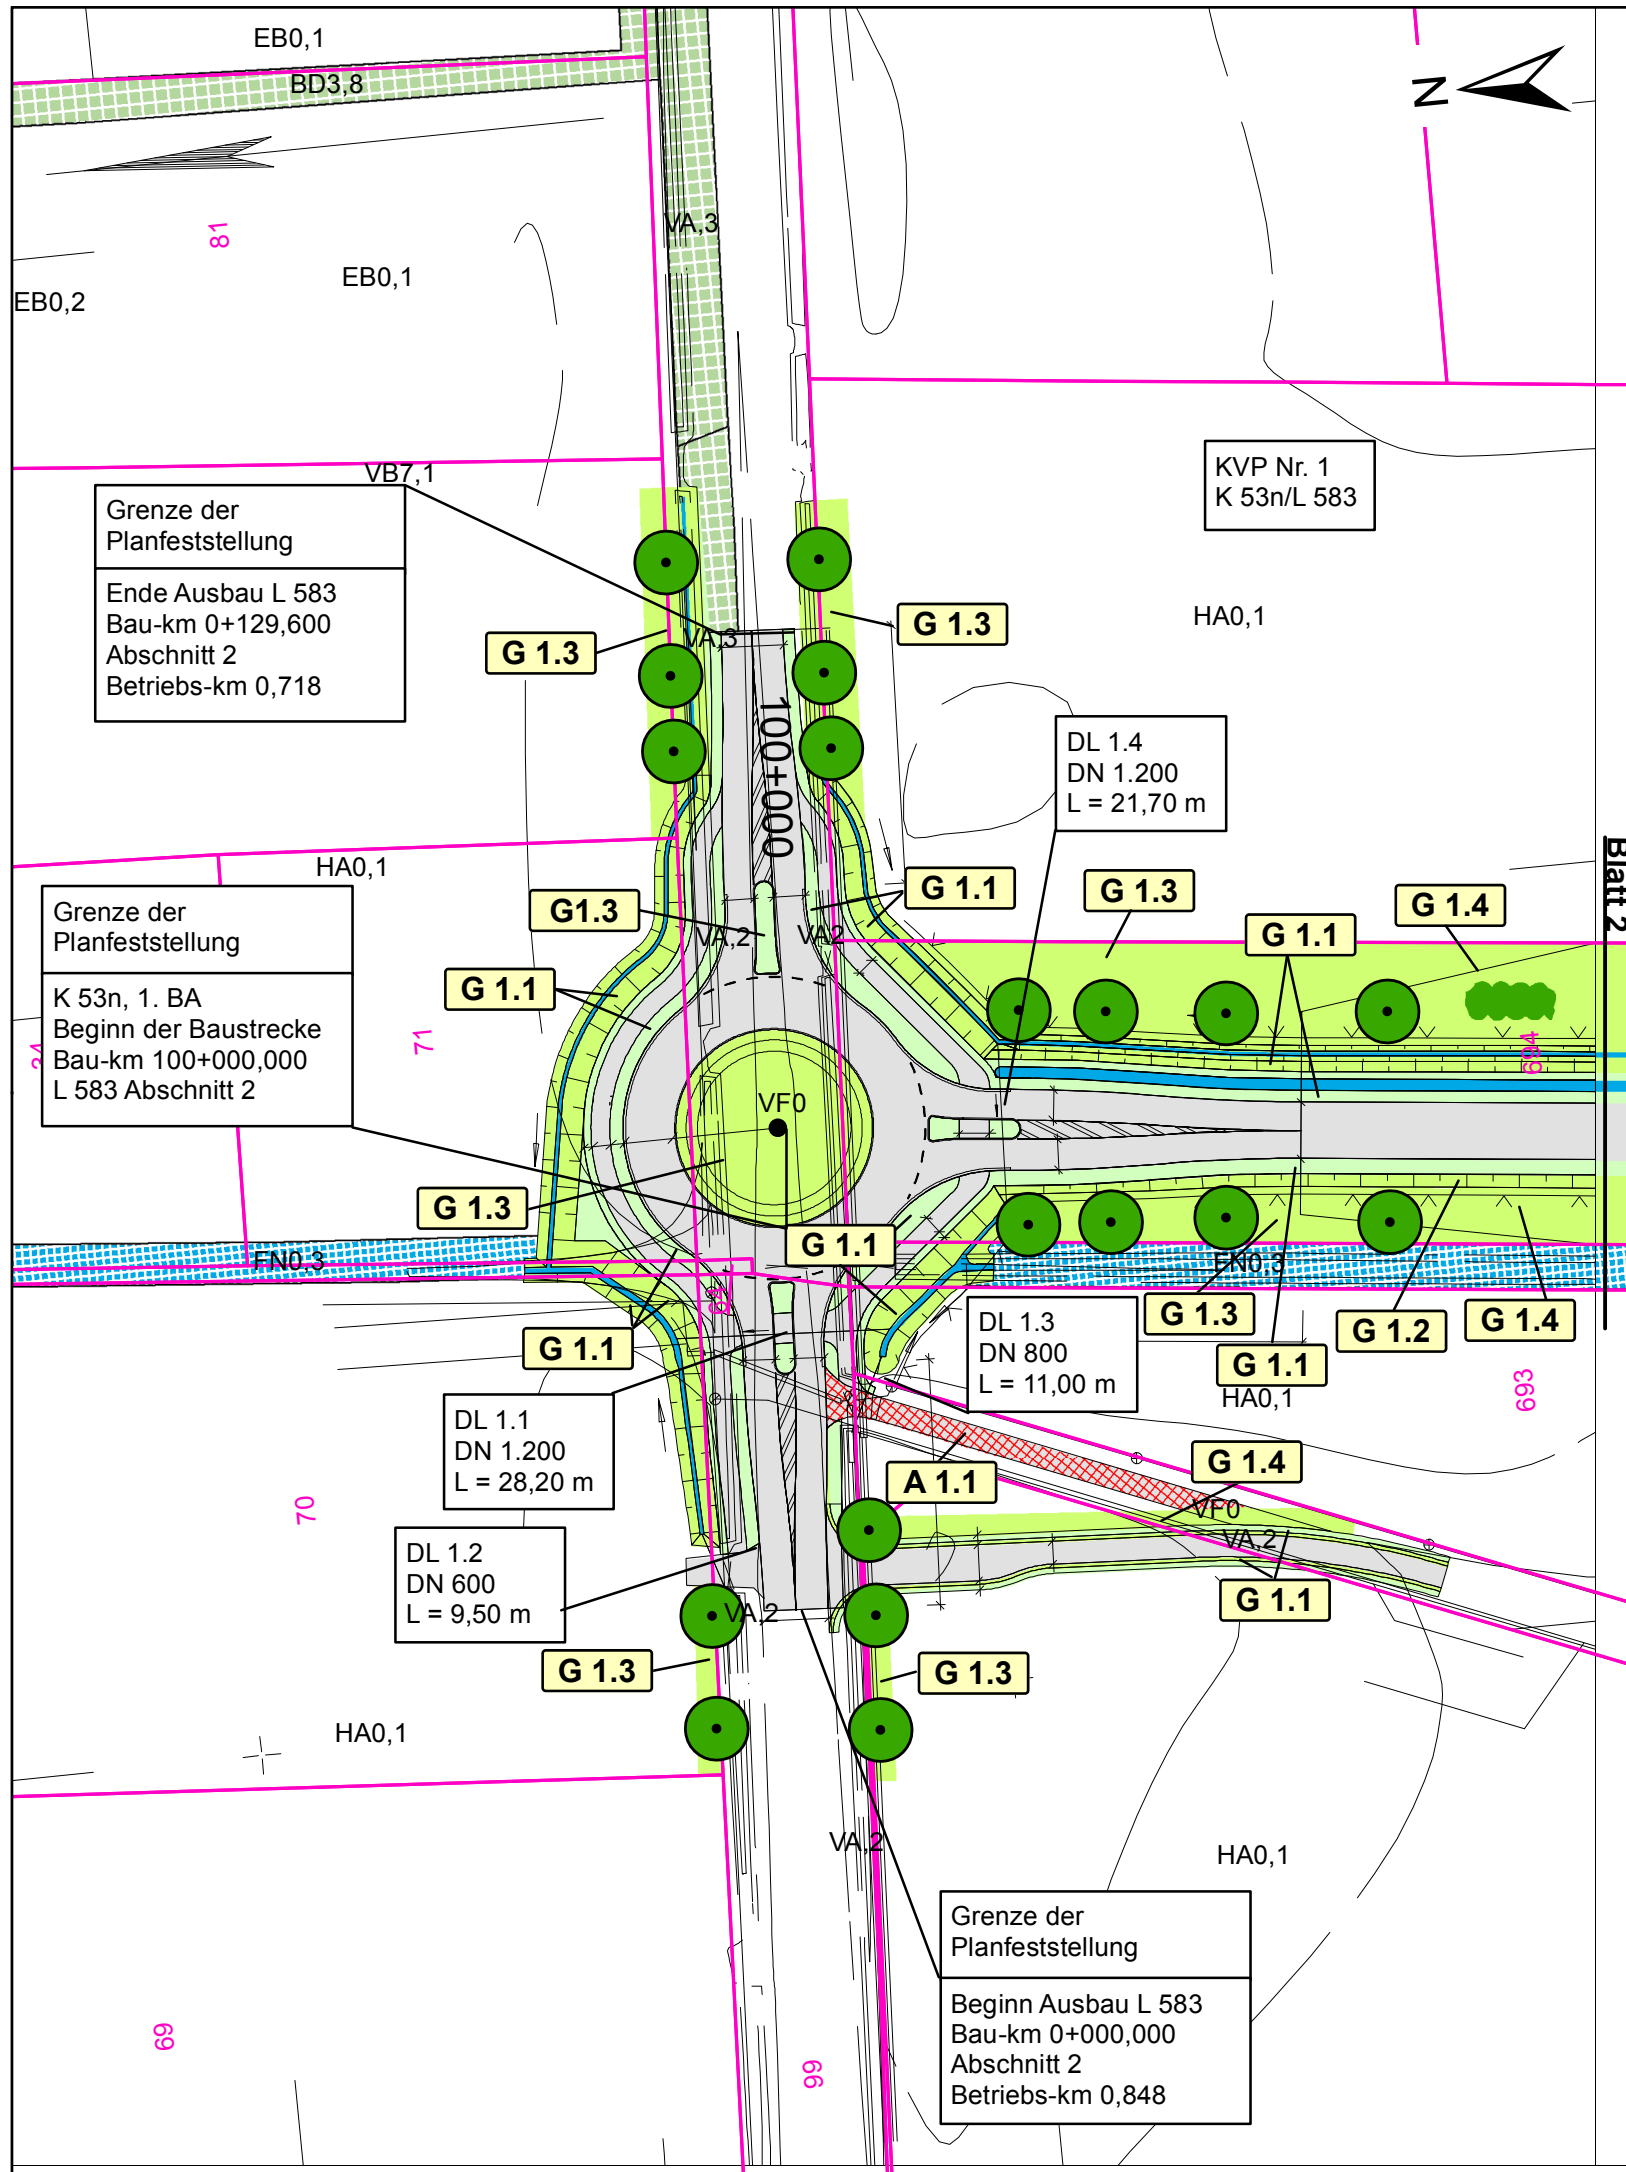 EB0,1
BD3,8
N
VA,3
81
EB0,1
EB0,2
VB7,1
KVP Nr. 1
K 53n/L 583
Grenze der
Planfeststellung
Ende Ausbau L 583
Bau-km 0+129,600
Abschnitt 2
Betriebs-km 0,718
G 1.3
VA,3
G 1.3
HA0,1
100+000
DL 1.4
DN 1.200
L = 21,70 m
Blatt 2
HA0,1
G1.3
G 1.1
G 1.3
G 1.4
G 1.1
VA,2
VA2
Grenze der
Planfeststellung
K 53n, 1. BA
Beginn der Baustrecke
Bau-km 100+000,000
L 583 Abschnitt 2
G 1.1
71
694
VF0
G 1.3
G 1.1
FN0,3
FN0,3
G 1.3
G 1.2
G 1.4
G 1.1
G 1.1
DL 1.3
DN 800
L = 11,00 m
HA0,1
693
DL 1.1
DN 1.200
L = 28,20 m
A 1.1
G 1.4
VF0
VA,2
G 1.1
70
DL 1.2
DN 600
L = 9,50 m
VA,2
G 1.3
G 1.3
HA0,1
VA,2
HA0,1
Grenze der
Planfeststellung
Beginn Ausbau L 583
Bau-km 0+000,000
Abschnitt 2
Betriebs-km 0,848
69